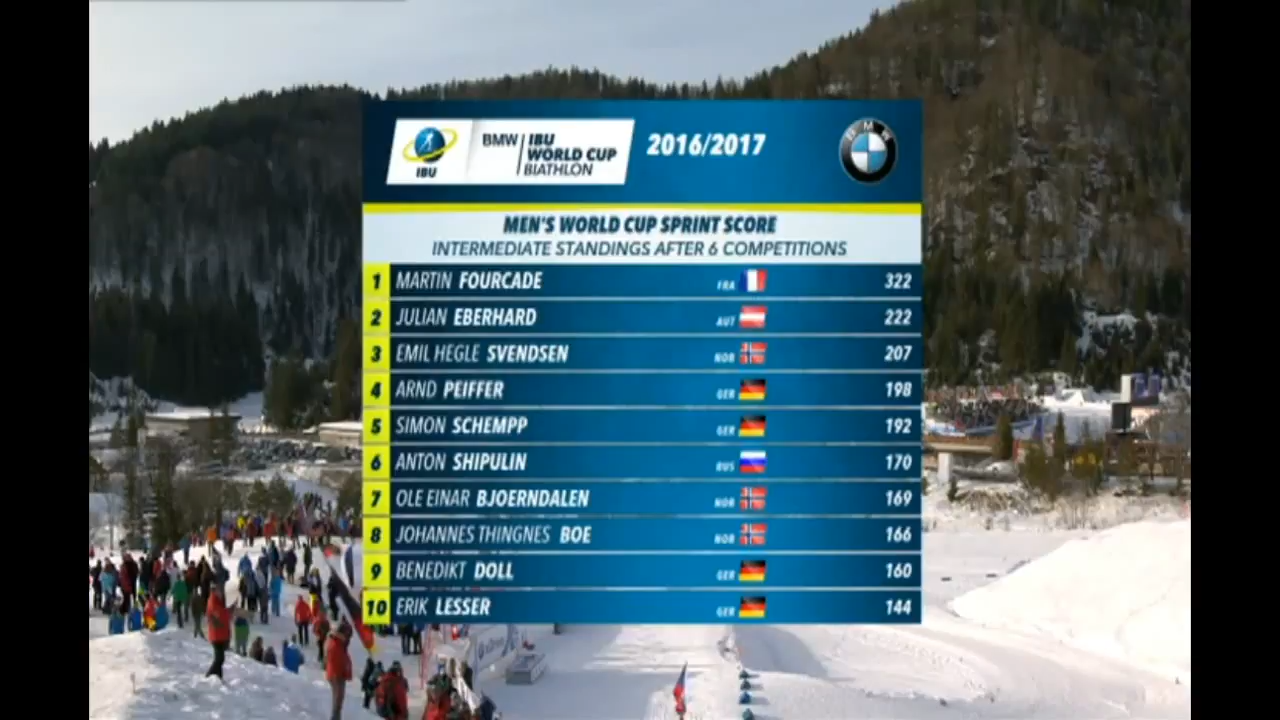 IBU
BMW IBU
WORLD CUP
BIATHLON
2016/2017
BMW
MEN'S WORLD CUP SPRINT SCORE
INTERMEDIATE STANDINGS AFTER 6 COMPETITIONS
1 MARTIN FOURCADE FRA 322
2 JULIAN EBERHARD AUT 222
3 EMIL HEGLE SVENDSEN NOR 207
4 ARND PEIFFER GER 198
5 SIMON SCHEMPP GER 192
6 ANTON SHIPULIN RUS 170
7 OLE EINAR BJOERNDALEN NOR 169
8 JOHANNES THINGNES BOE NOR 166
9 BENEDIKT DOLL GER 160
10 ERIK LESSER GER 144